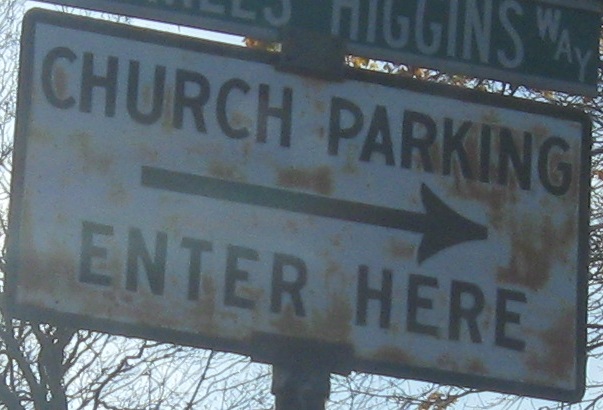 HIGGINS WAY
CHURCH PARKING
ENTER HERE